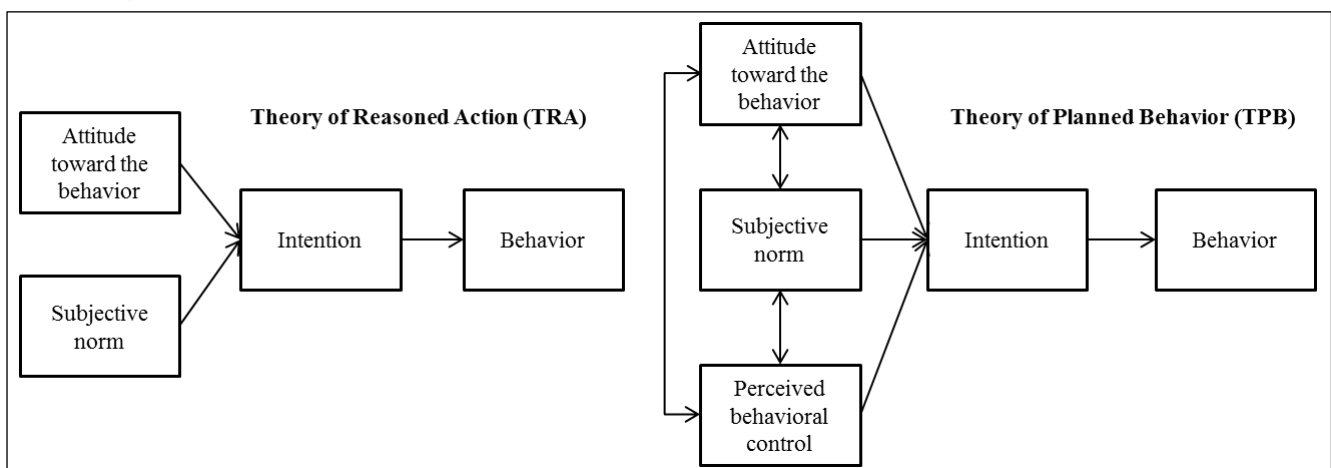 Theory of Reasoned Action (TRA)
Attitude
toward the
behavior
Subjective
norm
Intention
Behavior
Theory of Planned Behavior (TPB)
Attitude
toward the
behavior
Subjective
norm
Perceived
behavioral
control
Intention
Behavior